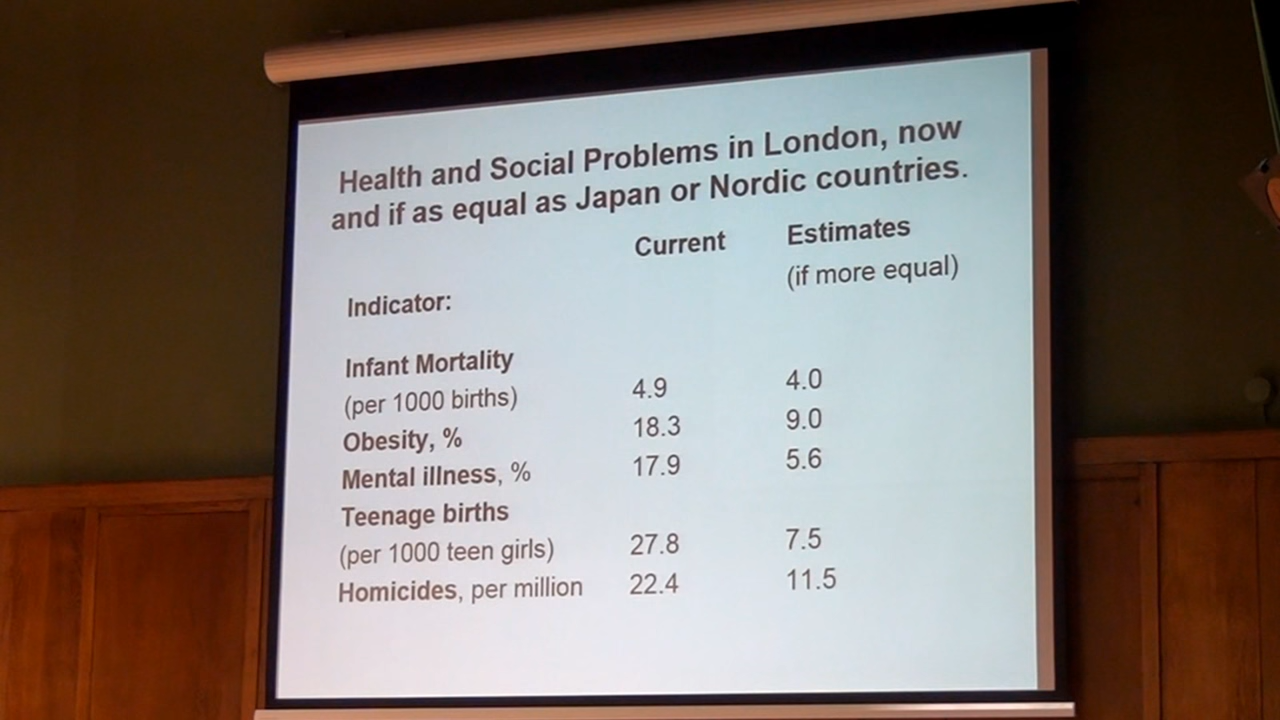 Health and Social Problems in London, now
and if as equal as Japan or Nordic countries.
Current Estimates
(if more equal)
Indicator:
Infant Mortality
(per 1000 births) 4.9 4.0
Obesity, % 18.3 9.0
Mental illness, % 17.9 5.6
Teenage births
(per 1000 teen girls) 27.8 7.5
Homicides, per million 22.4 11.5